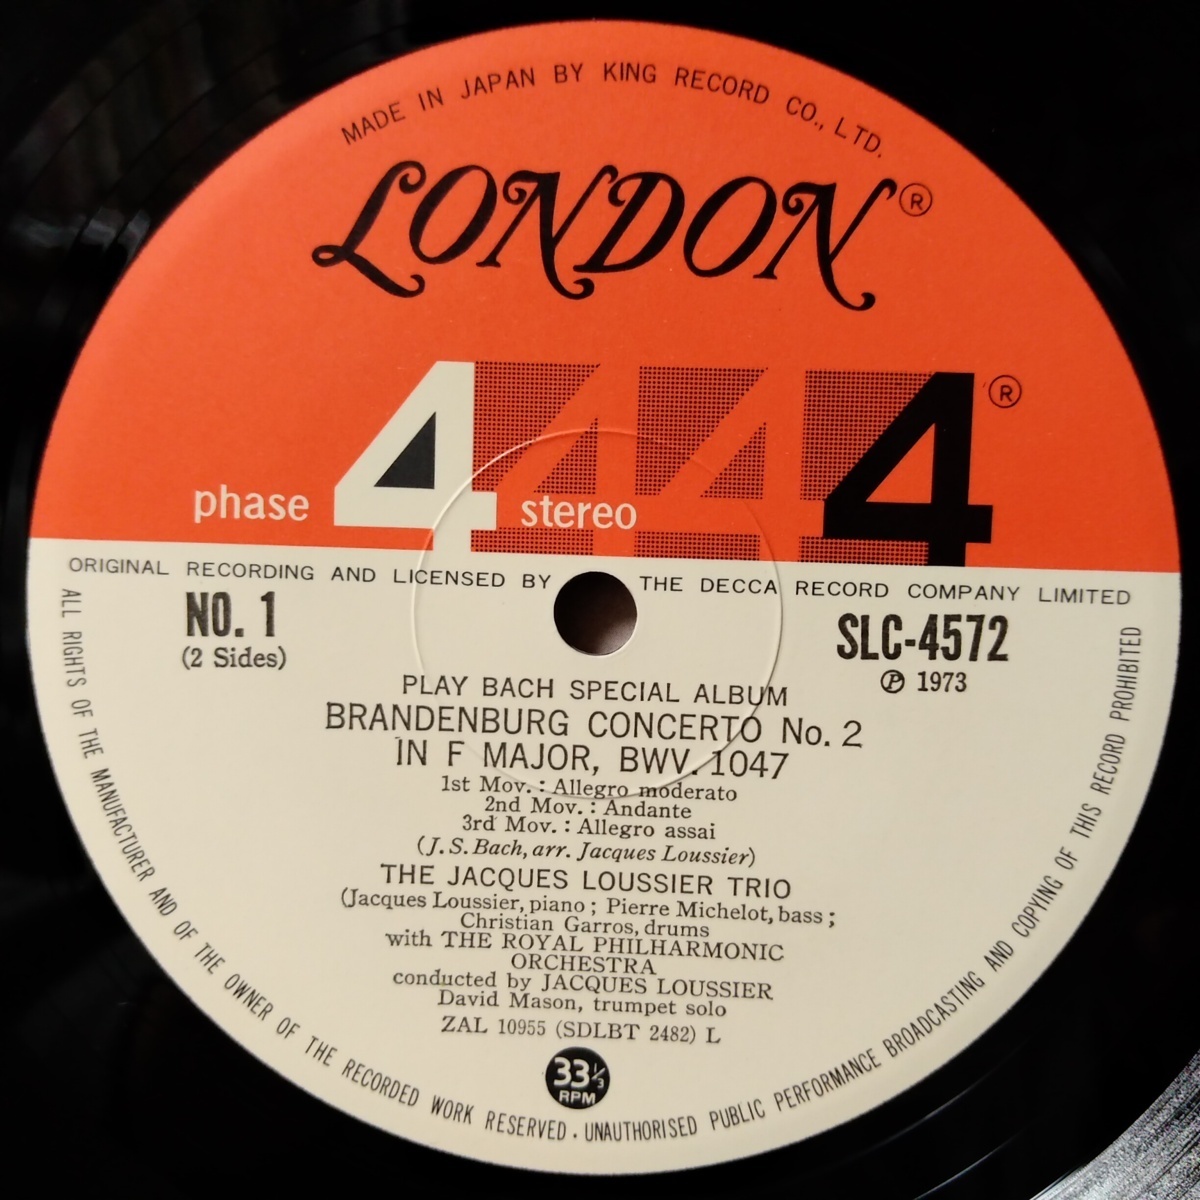 MADE IN JAPAN BY KING RECORD CO., LTD.
LONDON®
phase 4 stereo 4 4 4®
ORIGINAL RECORDING AND LICENSED BY THE DECCA RECORD COMPANY LIMITED
NO. 1
(2 Sides)
SLC-4572
℗ 1973
PLAY BACH SPECIAL ALBUM
BRANDENBURG CONCERTO No. 2
IN F MAJOR, BWV. 1047
1st Mov. : Allegro moderato
2nd Mov. : Andante
3rd Mov. : Allegro assai
(J. S. Bach, arr. Jacques Loussier)
THE JACQUES LOUSSIER TRIO
(Jacques Loussier, piano ; Pierre Michelot, bass ;
Christian Garros, drums
with THE ROYAL PHILHARMONIC
ORCHESTRA
conducted by JACQUES LOUSSIER
David Mason, trumpet solo
ZAL 10955 (SDLBT 2482) L
33⅓
RPM
ALL RIGHTS OF THE MANUFACTURER AND OF THE OWNER OF THE RECORDED WORK RESERVED · UNAUTHORISED PUBLIC PERFORMANCE BROADCASTING AND COPYING OF THIS RECORD PROHIBITED